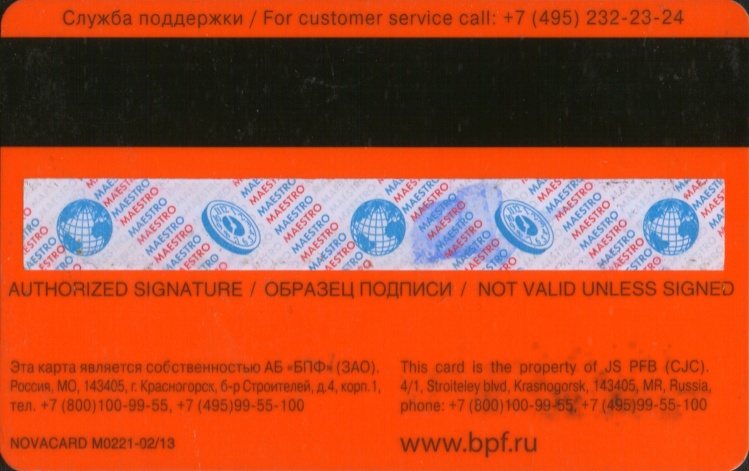 Служба поддержки / For customer service call: +7 (495) 232-23-24
AUTHORIZED SIGNATURE / ОБРАЗЕЦ ПОДПИСИ / NOT VALID UNLESS SIGNED
Эта карта является собственностью АБ «БПФ» (ЗАО).
Россия, МО, 143405, г. Красногорск, б-р Строителей, д.4, корп.1,
тел. +7 (800)100-99-55, +7 (495)99-55-100
This card is the property of JS PFB (CJC).
4/1, Stroiteley blvd, Krasnogorsk, 143405, MR, Russia,
phone: +7 (800)100-99-55, +7 (495)99-55-100
NOVACARD M0221-02/13
www.bpf.ru
MAESTRO MAESTRO MAESTRO MAESTRO